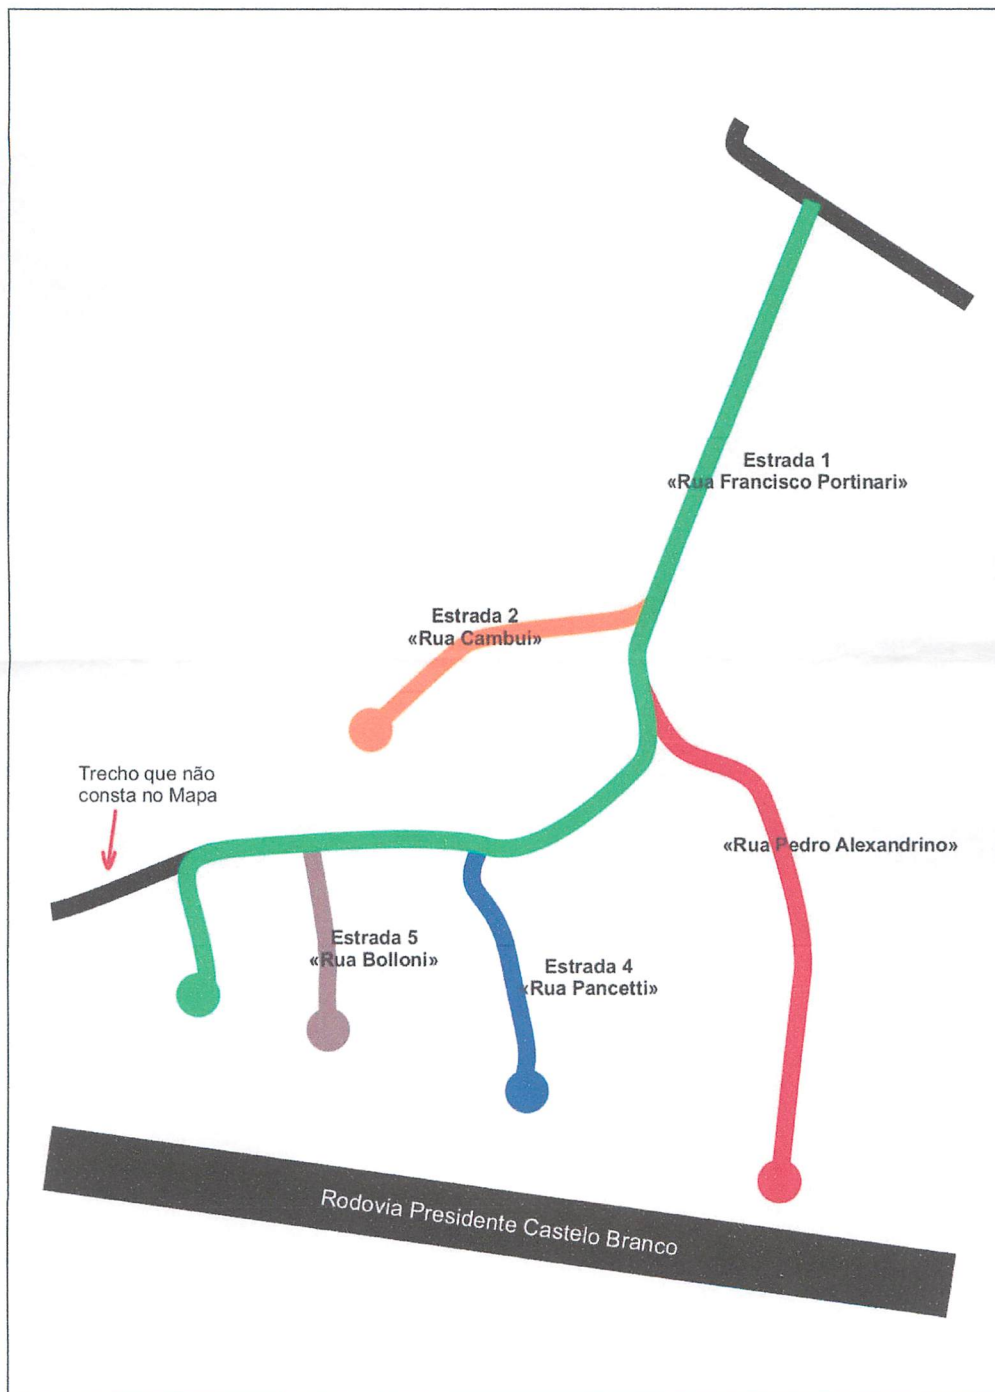 Estrada 1
«Rua Francisco Portinari»
Estrada 2
«Rua Cambui»
Trecho que não
consta no Mapa
«Rua Pedro Alexandrino»
Estrada 5
«Rua Bolloni»
Estrada 4
«Rua Pancetti»
Rodovia Presidente Castelo Branco